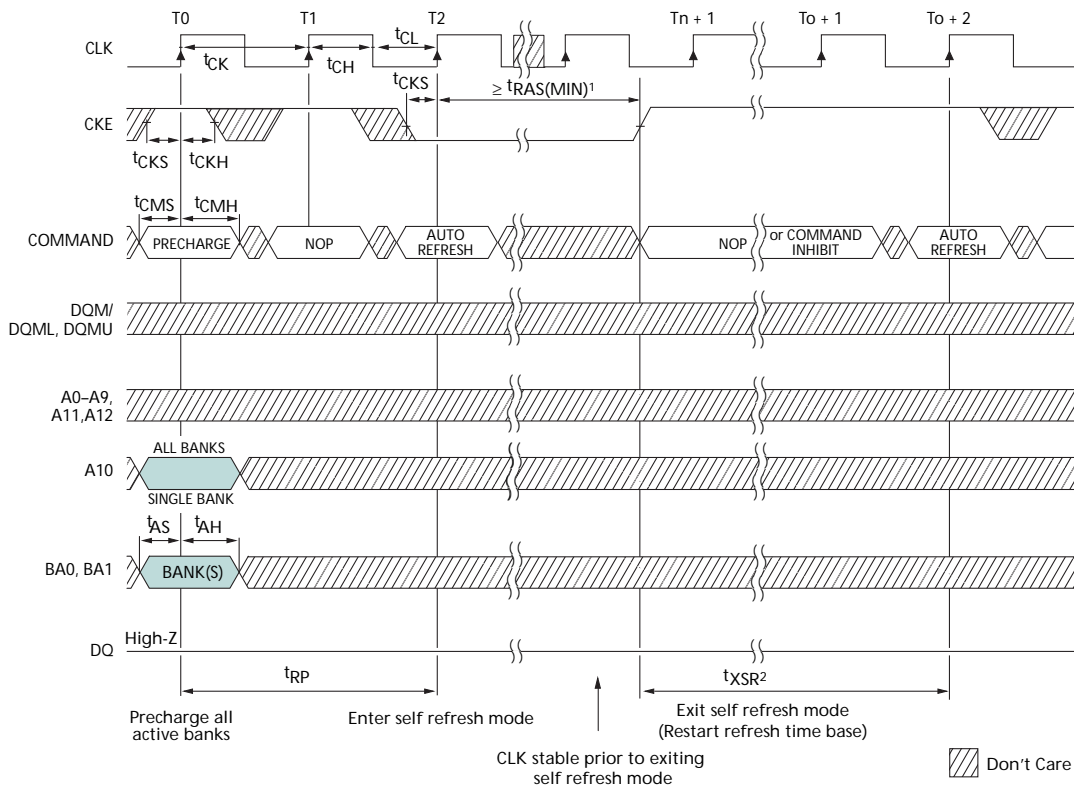 T0 T1 T2 Tn + 1 To + 1 To + 2
CLK
tCK tCH tCL
tCKS ≥ tRAS(MIN)1
CKE
tCKS tCKH
tCMS tCMH
COMMAND PRECHARGE NOP AUTO REFRESH NOP or COMMAND INHIBIT AUTO REFRESH
DQM/
DQML, DQMU
A0–A9,
A11,A12
ALL BANKS
A10
SINGLE BANK
tAS tAH
BA0, BA1 BANK(S)
High-Z
DQ
tRP tXSR2
Precharge all
active banks
Enter self refresh mode
Exit self refresh mode
(Restart refresh time base)
CLK stable prior to exiting
self refresh mode
Don't Care